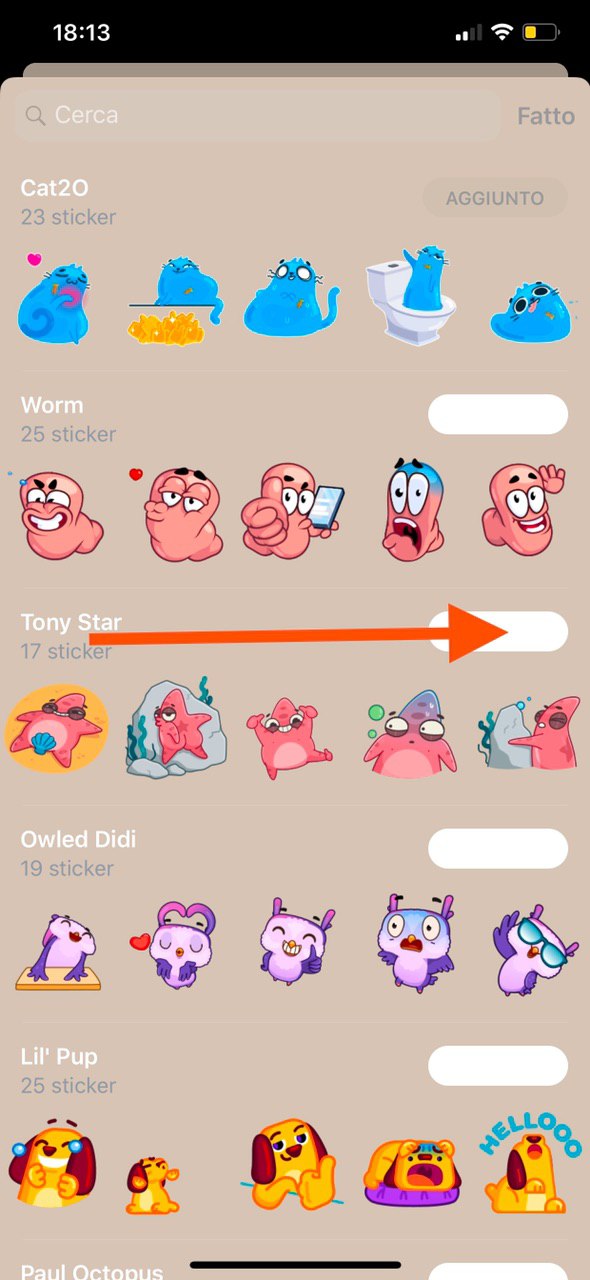 18:13
Cerca
Fatto
Cat2O
23 sticker
AGGIUNTO
Worm
25 sticker
Tony Star
17 sticker
Owled Didi
19 sticker
Lil' Pup
25 sticker
HELLOOO
Paul Octopus